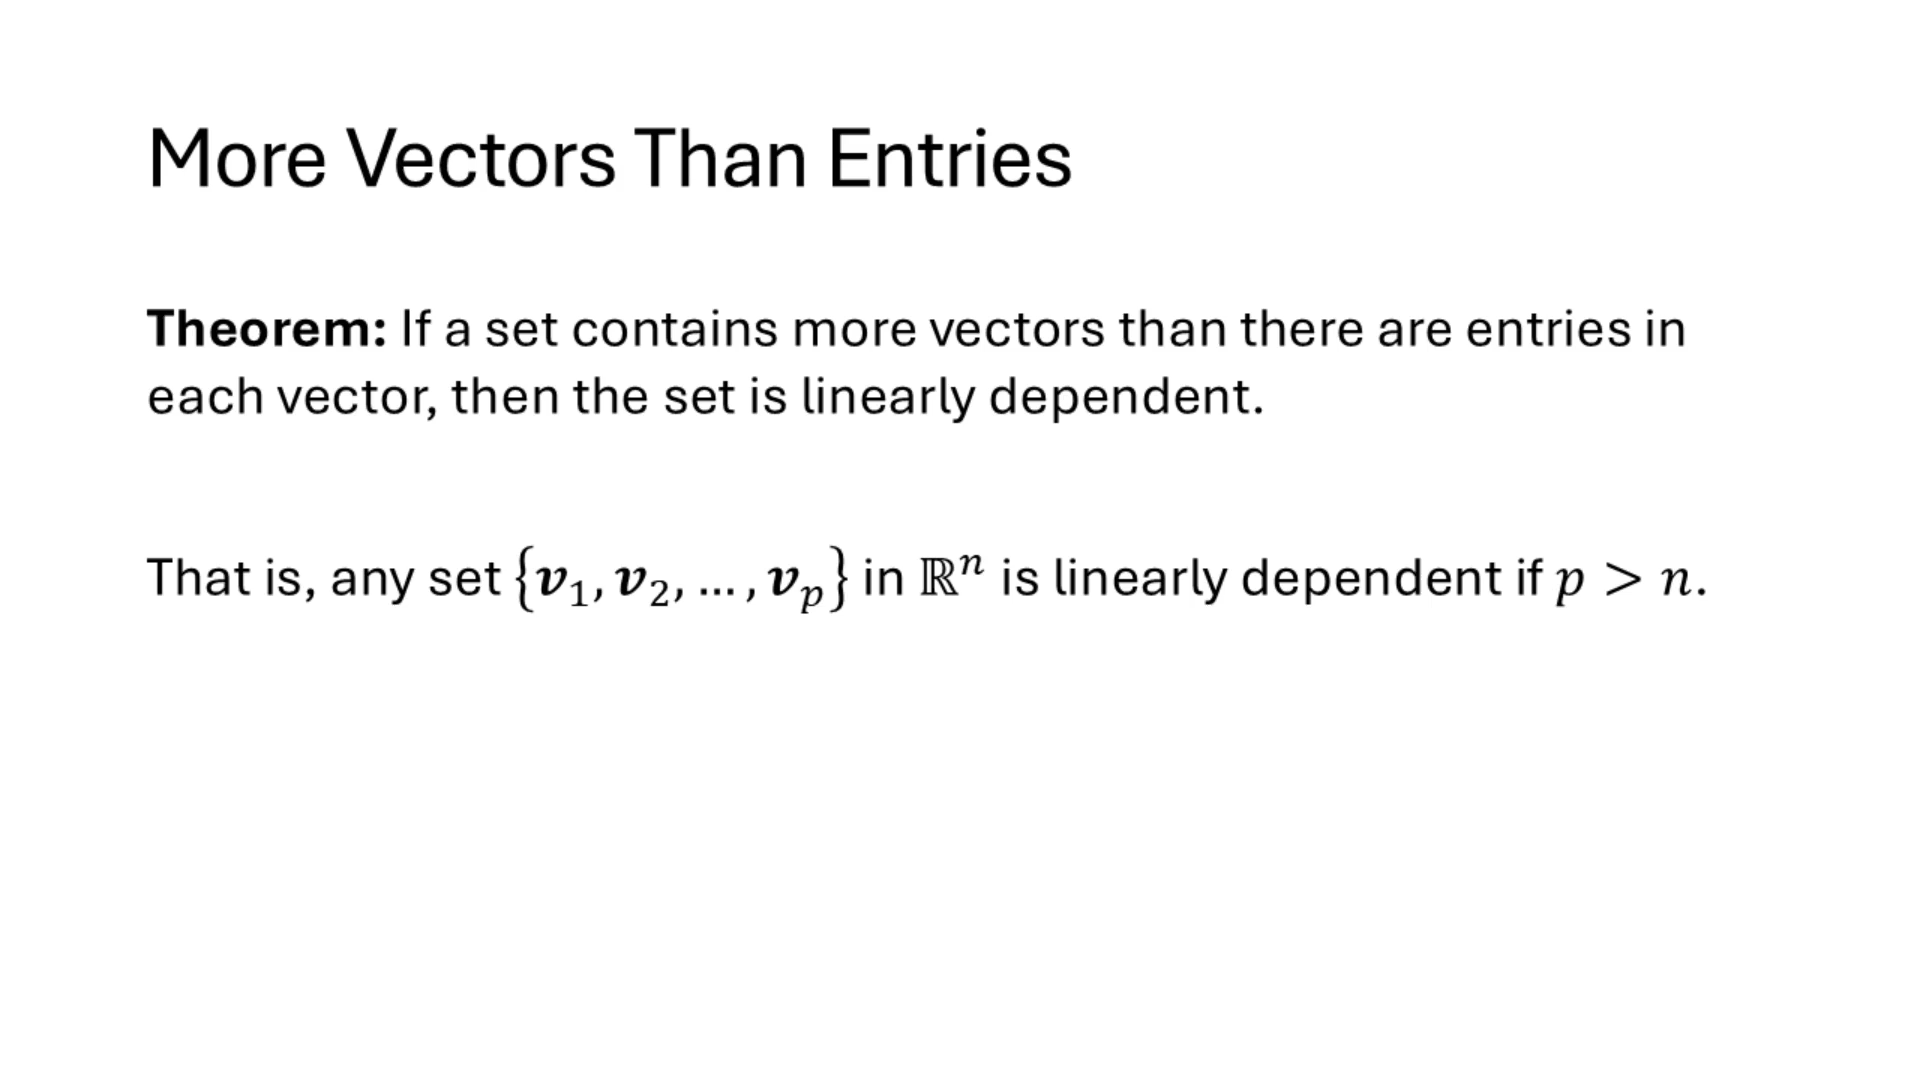 More Vectors Than Entries
Theorem: If a set contains more vectors than there are entries in
each vector, then the set is linearly dependent.
That is, any set {𝒗₁, 𝒗₂, … , 𝒗ₚ} in ℝⁿ is linearly dependent if 𝑝 > 𝑛.